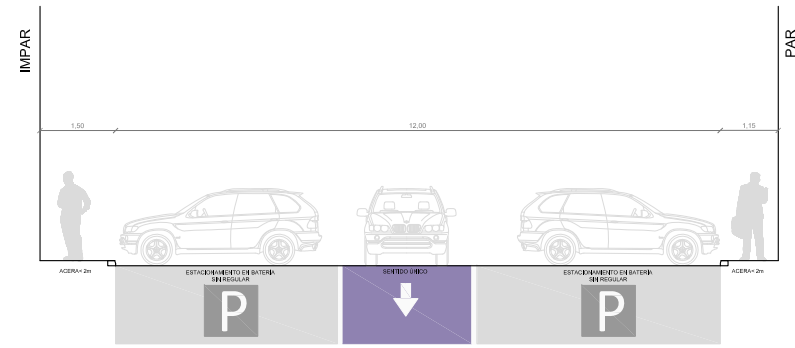 IMPAR
PAR
1,50
12,00
1,15
ACERA< 2m
ESTACIONAMIENTO EN BATERÍA
SIN REGULAR
SENTIDO ÚNICO
ESTACIONAMIENTO EN BATERÍA
SIN REGULAR
ACERA< 2m
P
P